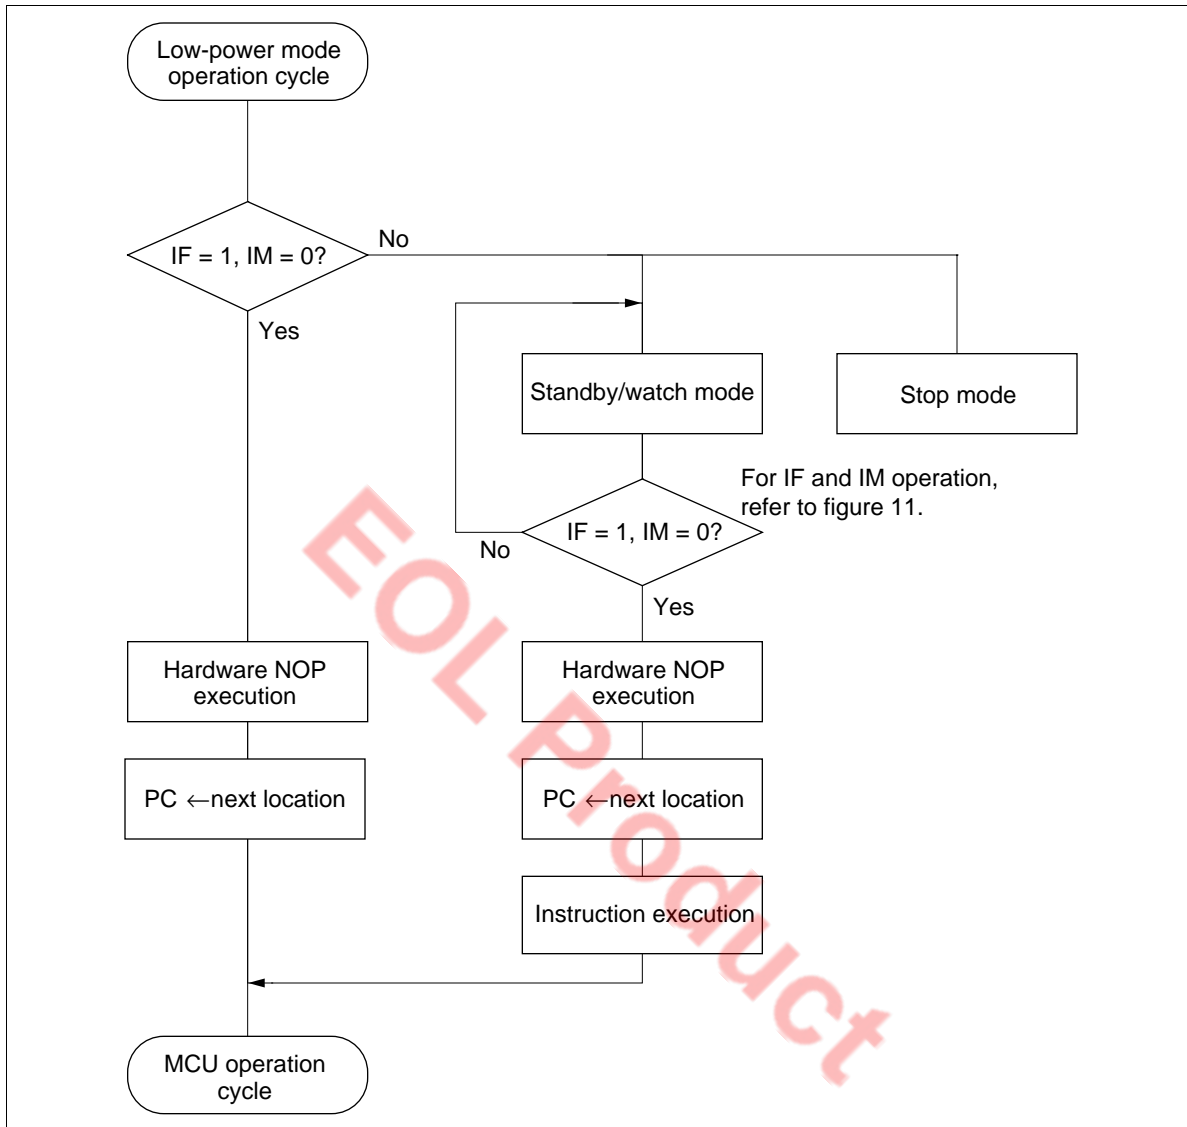 Low-power mode
operation cycle
IF = 1, IM = 0?
No
Yes
Standby/watch mode
Stop mode
For IF and IM operation,
refer to figure 11.
IF = 1, IM = 0?
No
Yes
Hardware NOP
execution
Hardware NOP
execution
PC ←next location
PC ←next location
Instruction execution
MCU operation
cycle
EOL Product